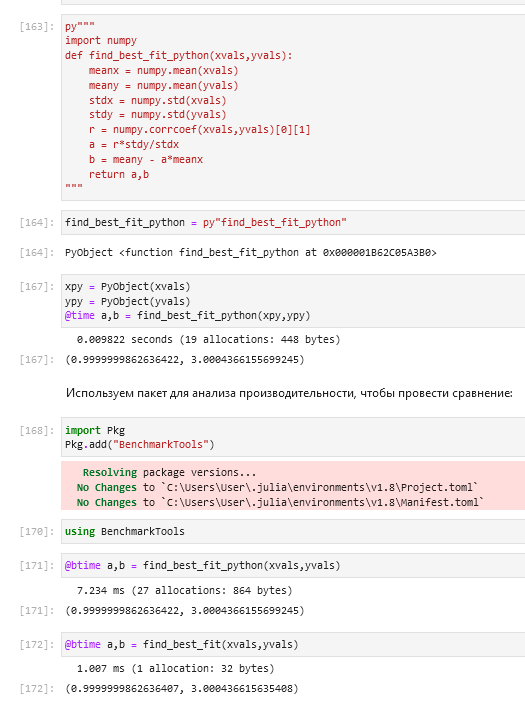 [163]: py"""
import numpy
def find_best_fit_python(xvals,yvals):
    meanx = numpy.mean(xvals)
    meany = numpy.mean(yvals)
    stdx = numpy.std(xvals)
    stdy = numpy.std(yvals)
    r = numpy.corrcoef(xvals,yvals)[0][1]
    a = r*stdy/stdx
    b = meany - a*meanx
    return a,b
"""
[164]: find_best_fit_python = py"find_best_fit_python"
[164]: PyObject <function find_best_fit_python at 0x000001B62C05A3B0>
[167]: xpy = PyObject(xvals)
ypy = PyObject(yvals)
@time a,b = find_best_fit_python(xpy,ypy)
  0.009822 seconds (19 allocations: 448 bytes)
[167]: (0.9999999862636422, 3.0004366155699245)
Используем пакет для анализа производительности, чтобы провести сравнение:
[168]: import Pkg
Pkg.add("BenchmarkTools")
   Resolving package versions...
  No Changes to `C:\Users\User\.julia\environments\v1.8\Project.toml`
  No Changes to `C:\Users\User\.julia\environments\v1.8\Manifest.toml`
[170]: using BenchmarkTools
[171]: @btime a,b = find_best_fit_python(xvals,yvals)
  7.234 ms (27 allocations: 864 bytes)
[171]: (0.9999999862636422, 3.0004366155699245)
[172]: @btime a,b = find_best_fit(xvals,yvals)
  1.007 ms (1 allocation: 32 bytes)
[172]: (0.9999999862636407, 3.000436615635408)